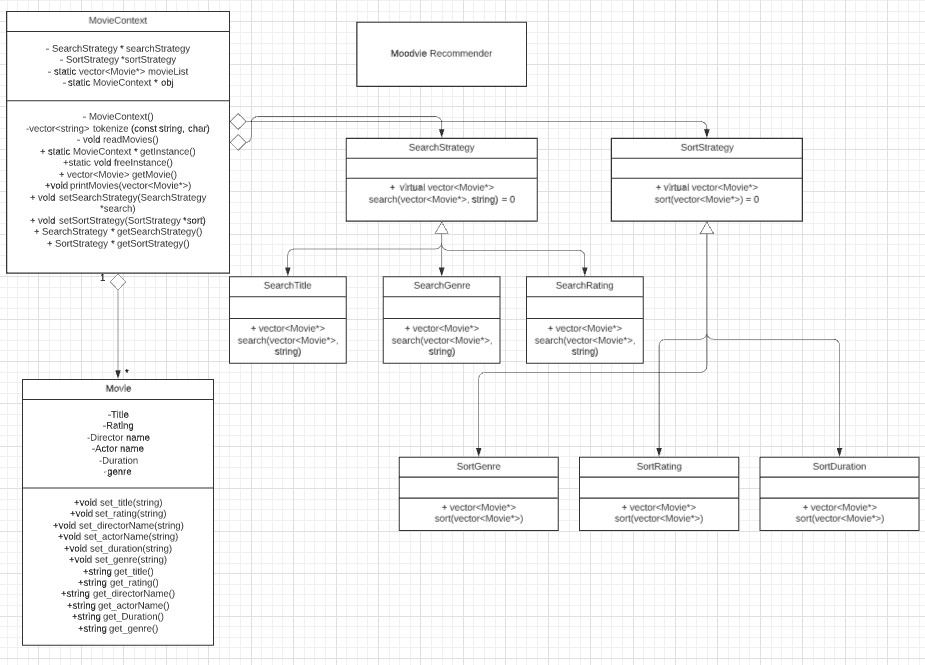 MovieContext
- SearchStrategy * searchStrategy
- SortStrategy *sortStrategy
- static vector<Movie*> movieList
- static MovieContext * obj
- MovieContext()
-vector<string> tokenize (const string, char)
- void readMovies()
+ static MovieContext * getInstance()
+static void freeInstance()
+ vector<Movie> getMovie()
+void printMovies(vector<Movie*>)
+ void setSearchStrategy(SearchStrategy
*search)
+ void setSortStrategy(SortStrategy *sort)
+ SearchStrategy * getSearchStrategy()
+ SortStrategy * getSortStrategy()
Moodvie Recommender
SearchStrategy
+ virtual vector<Movie*>
search(vector<Movie*>, string) = 0
SortStrategy
+ virtual vector<Movie*>
sort(vector<Movie*>) = 0
1
*
SearchTitle
+ vector<Movie*>
search(vector<Movie*>,
string)
SearchGenre
+ vector<Movie*>
search(vector<Movie*>,
string)
SearchRating
+ vector<Movie*>
search(vector<Movie*>,
string)
Movie
-Title
-Rating
-Director name
-Actor name
-Duration
-genre
+void set_title(string)
+void set_rating(string)
+void set_directorName(string)
+void set_actorName(string)
+void set_duration(string)
+void set_genre(string)
+string get_title()
+string get_rating()
+string get_directorName()
+string get_actorName()
+string get_Duration()
+string get_genre()
SortGenre
+ vector<Movie*>
sort(vector<Movie*>)
SortRating
+ vector<Movie*>
sort(vector<Movie*>)
SortDuration
+ vector<Movie*>
sort(vector<Movie*>)